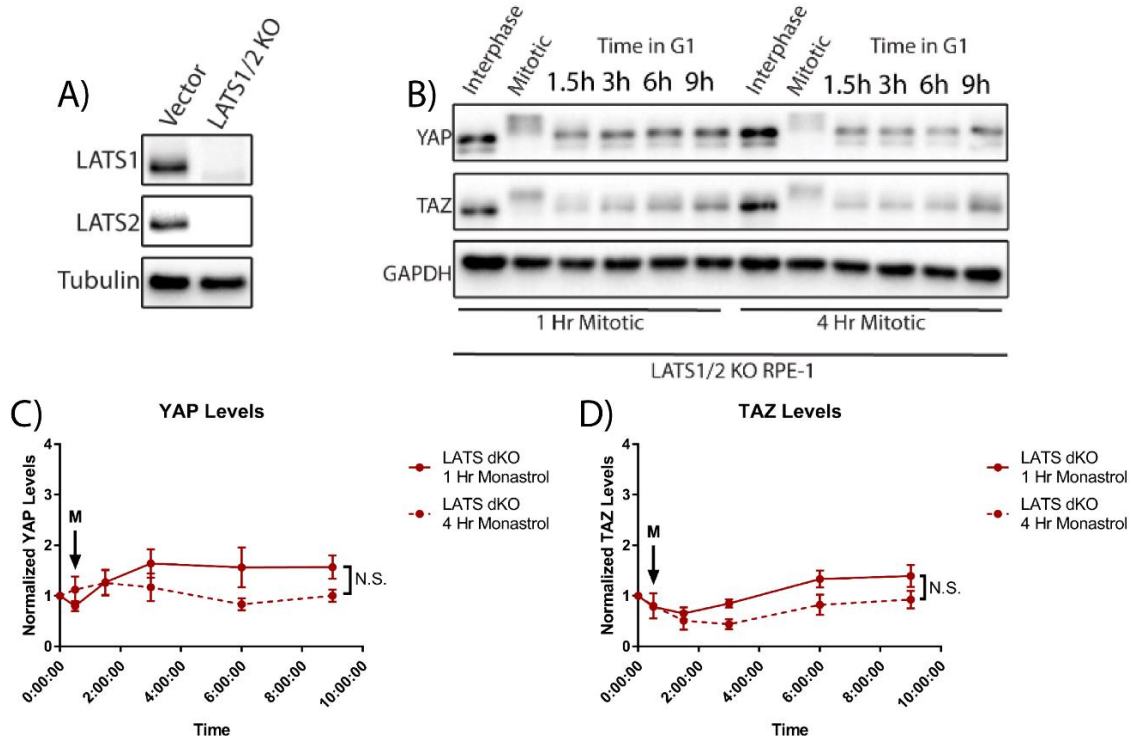 A)
Vector
LATS1/2 KO
LATS1
LATS2
Tubulin
B)
Interphase
Mitotic
Time in G1
1.5h 3h 6h 9h
Interphase
Mitotic
Time in G1
1.5h 3h 6h 9h
YAP
TAZ
GAPDH
1 Hr Mitotic
4 Hr Mitotic
LATS1/2 KO RPE-1
C)
YAP Levels
Normalized YAP Levels
4
3
2
1
0
M
N.S.
LATS dKO
1 Hr Monastrol
LATS dKO
4 Hr Monastrol
0:00:00
2:00:00
4:00:00
6:00:00
8:00:00
10:00:00
Time
D)
TAZ Levels
Normalized TAZ Levels
4
3
2
1
0
M
N.S.
LATS dKO
1 Hr Monastrol
LATS dKO
4 Hr Monastrol
0:00:00
2:00:00
4:00:00
6:00:00
8:00:00
10:00:00
Time